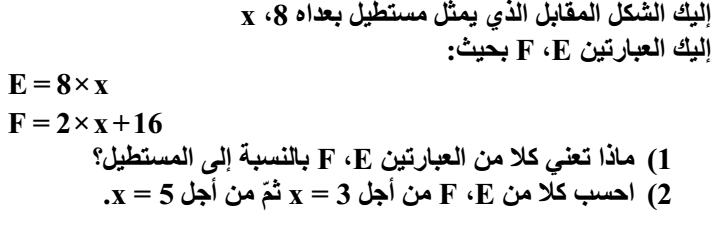 إليك الشكل المقابل الذي يمثل مستطيل بعداه 8، x
إليك العبارتين E، F بحيث:
E = 8 × x
F = 2 × x + 16
1) ماذا تعني كلا من العبارتين E، F بالنسبة إلى المستطيل؟
2) احسب كلا من E، F من أجل x = 3 ثمّ من أجل x = 5.